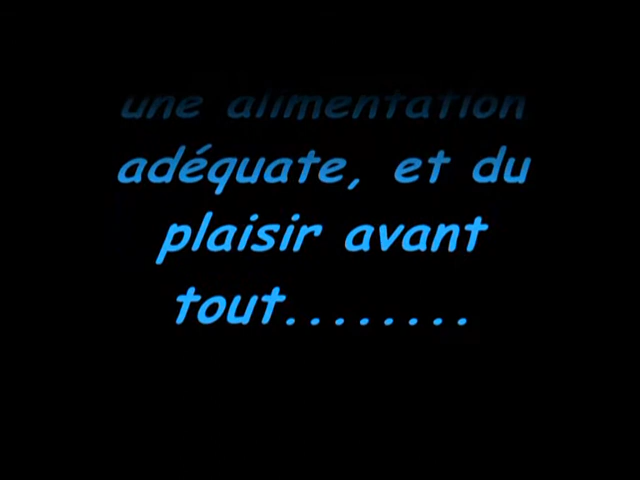 une alimentation
adéquate, et du
plaisir avant
tout........